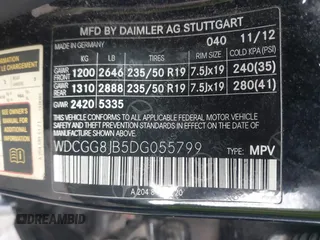 MFD BY DAIMLER AG STUTTGART
MADE IN GERMANY 040 11/12
KG LB TIRES RIM SIZE COLD KPA(PSI)
GAWR FRONT 1200 2646 235/50 R19 7.5Jx19 240(35)
GAWR REAR 1310 2888 235/50 R19 7.5Jx19 280(41)
GVWR 2420 5335
THIS VEHICLE CONFORMS TO ALL APPLICABLE
FEDERAL MOTOR VEHICLE SAFETY
STANDARDS IN EFFECT ON THE DATE OF
MANUFACTURE SHOWN ABOVE.
WDCGG8JB5DG055799 TYPE: MPV
A 204
DREAMBID